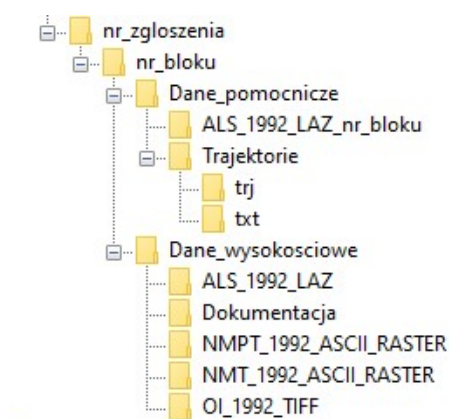 nr_zgloszenia
nr_bloku
Dane_pomocnicze
ALS_1992_LAZ_nr_bloku
Trajektorie
trj
txt
Dane_wysokosciowe
ALS_1992_LAZ
Dokumentacja
NMPT_1992_ASCII_RASTER
NMT_1992_ASCII_RASTER
OI_1992_TIFF